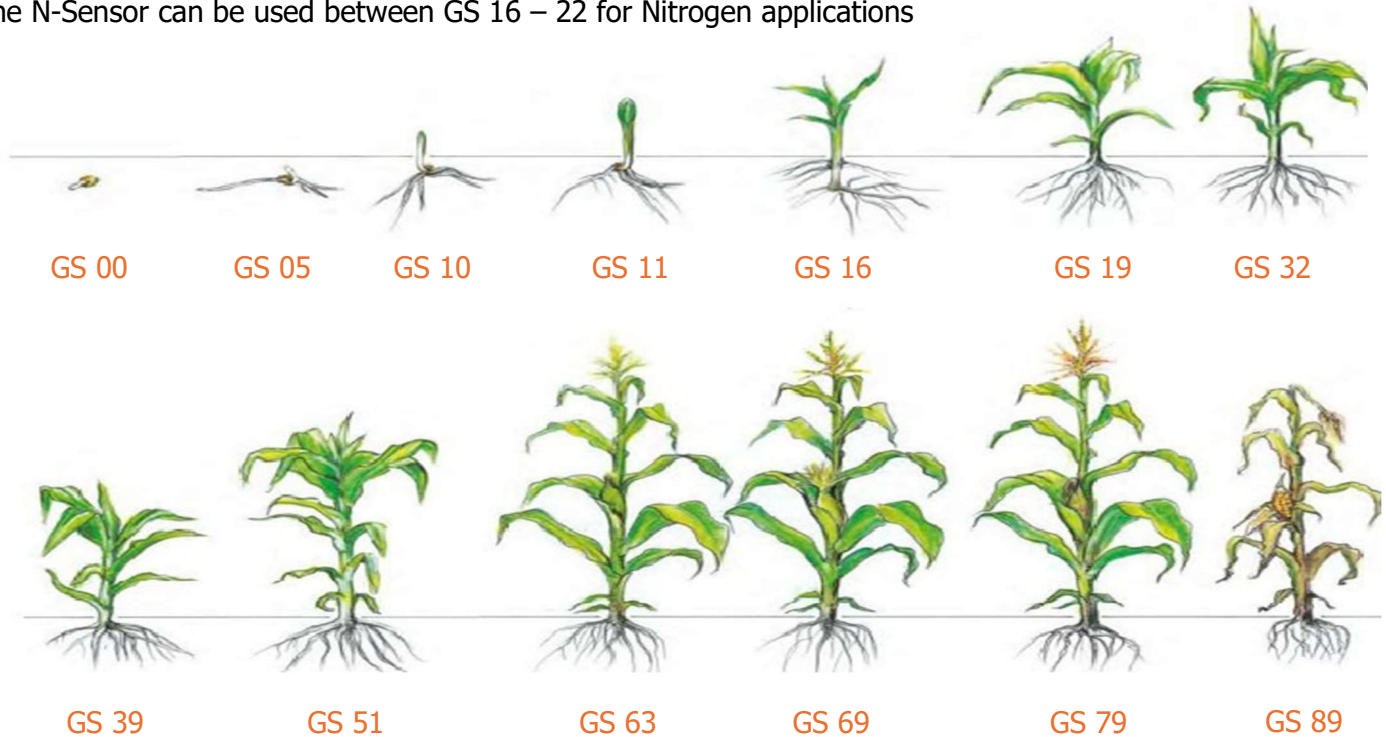 ne N-Sensor can be used between GS 16 – 22 for Nitrogen applications
GS 00 GS 05 GS 10 GS 11 GS 16 GS 19 GS 32
GS 39 GS 51 GS 63 GS 69 GS 79 GS 89